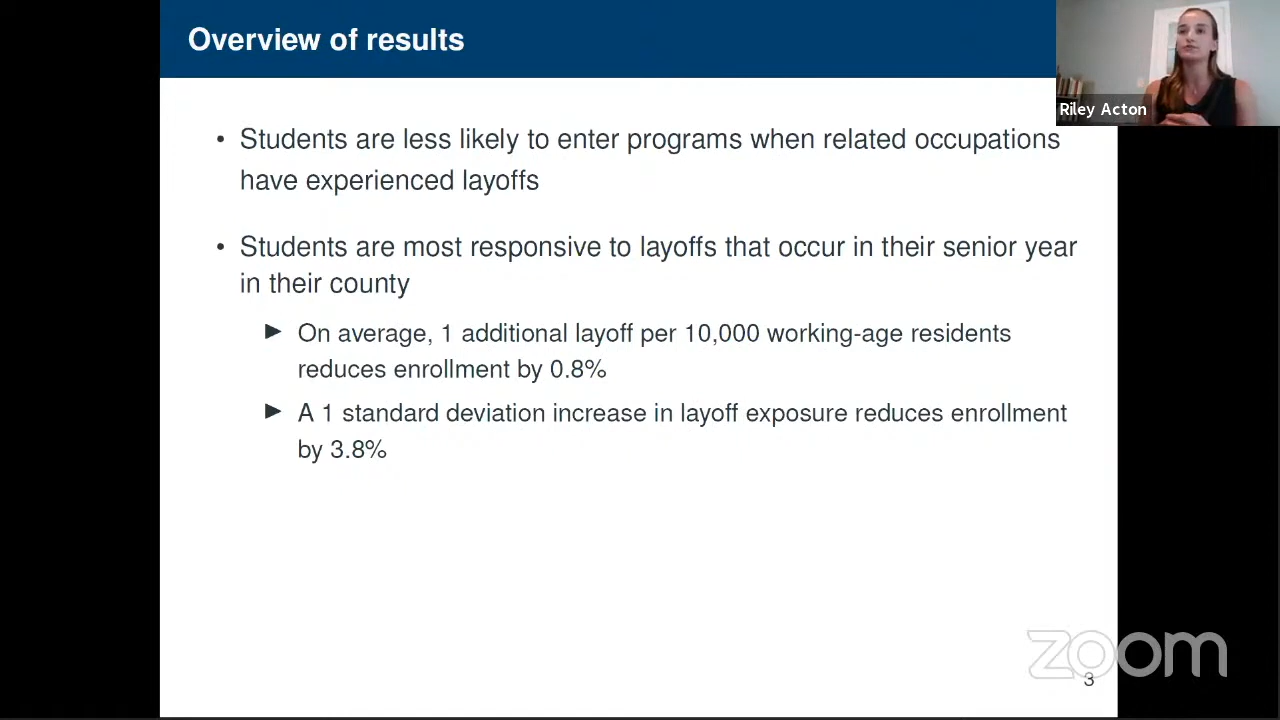 Overview of results
Riley Acton
• Students are less likely to enter programs when related occupations
have experienced layoffs
• Students are most responsive to layoffs that occur in their senior year
in their county
► On average, 1 additional layoff per 10,000 working-age residents
reduces enrollment by 0.8%
► A 1 standard deviation increase in layoff exposure reduces enrollment
by 3.8%
zoom
3